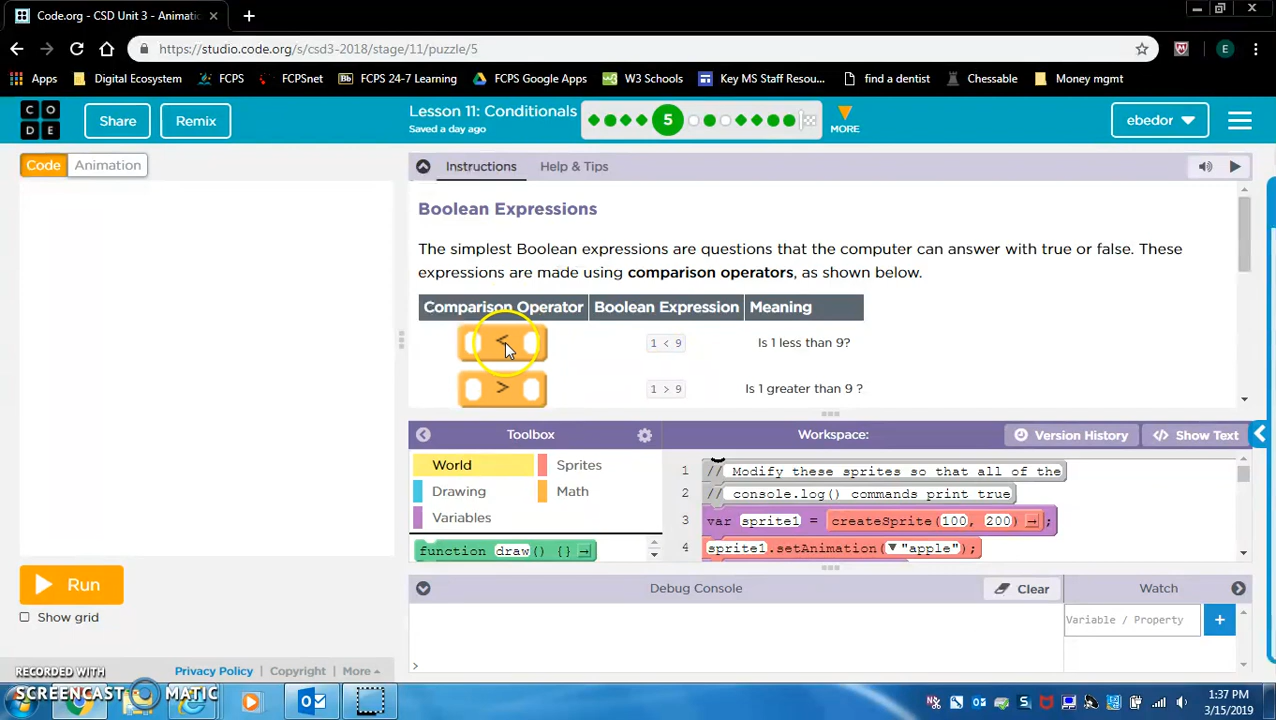 Code.org - CSD Unit 3 - Animatio
https://studio.code.org/s/csd3-2018/stage/11/puzzle/5
E
Apps
Digital Ecosystem
FCPS
FCPSnet
Bb FCPS 24-7 Learning
FCPS Google Apps
W3 Schools
Key MS Staff Resou...
find a dentist
Chessable
Money mgmt
C O
D E
Share
Remix
Lesson 11: Conditionals
Saved a day ago
5
MORE
ebedor
Code
Animation
Instructions
Help & Tips
Boolean Expressions
The simplest Boolean expressions are questions that the computer can answer with true or false. These
expressions are made using comparison operators, as shown below.
Comparison Operator Boolean Expression Meaning
< 1 < 9 Is 1 less than 9?
> 1 > 9 Is 1 greater than 9 ?
Toolbox
Workspace:
Version History
</> Show Text
World
Sprites
Drawing
Math
Variables
function draw() {}
1 // Modify these sprites so that all of the
2 // console.log() commands print true
3 var sprite1 = createSprite(100, 200);
4 sprite1.setAnimation("apple");
Run
Show grid
Debug Console
Clear
Watch
Variable / Property
+
>
Privacy Policy | Copyright | More
RECORDED WITH
SCREENCAST MATIC
1:37 PM
3/15/2019